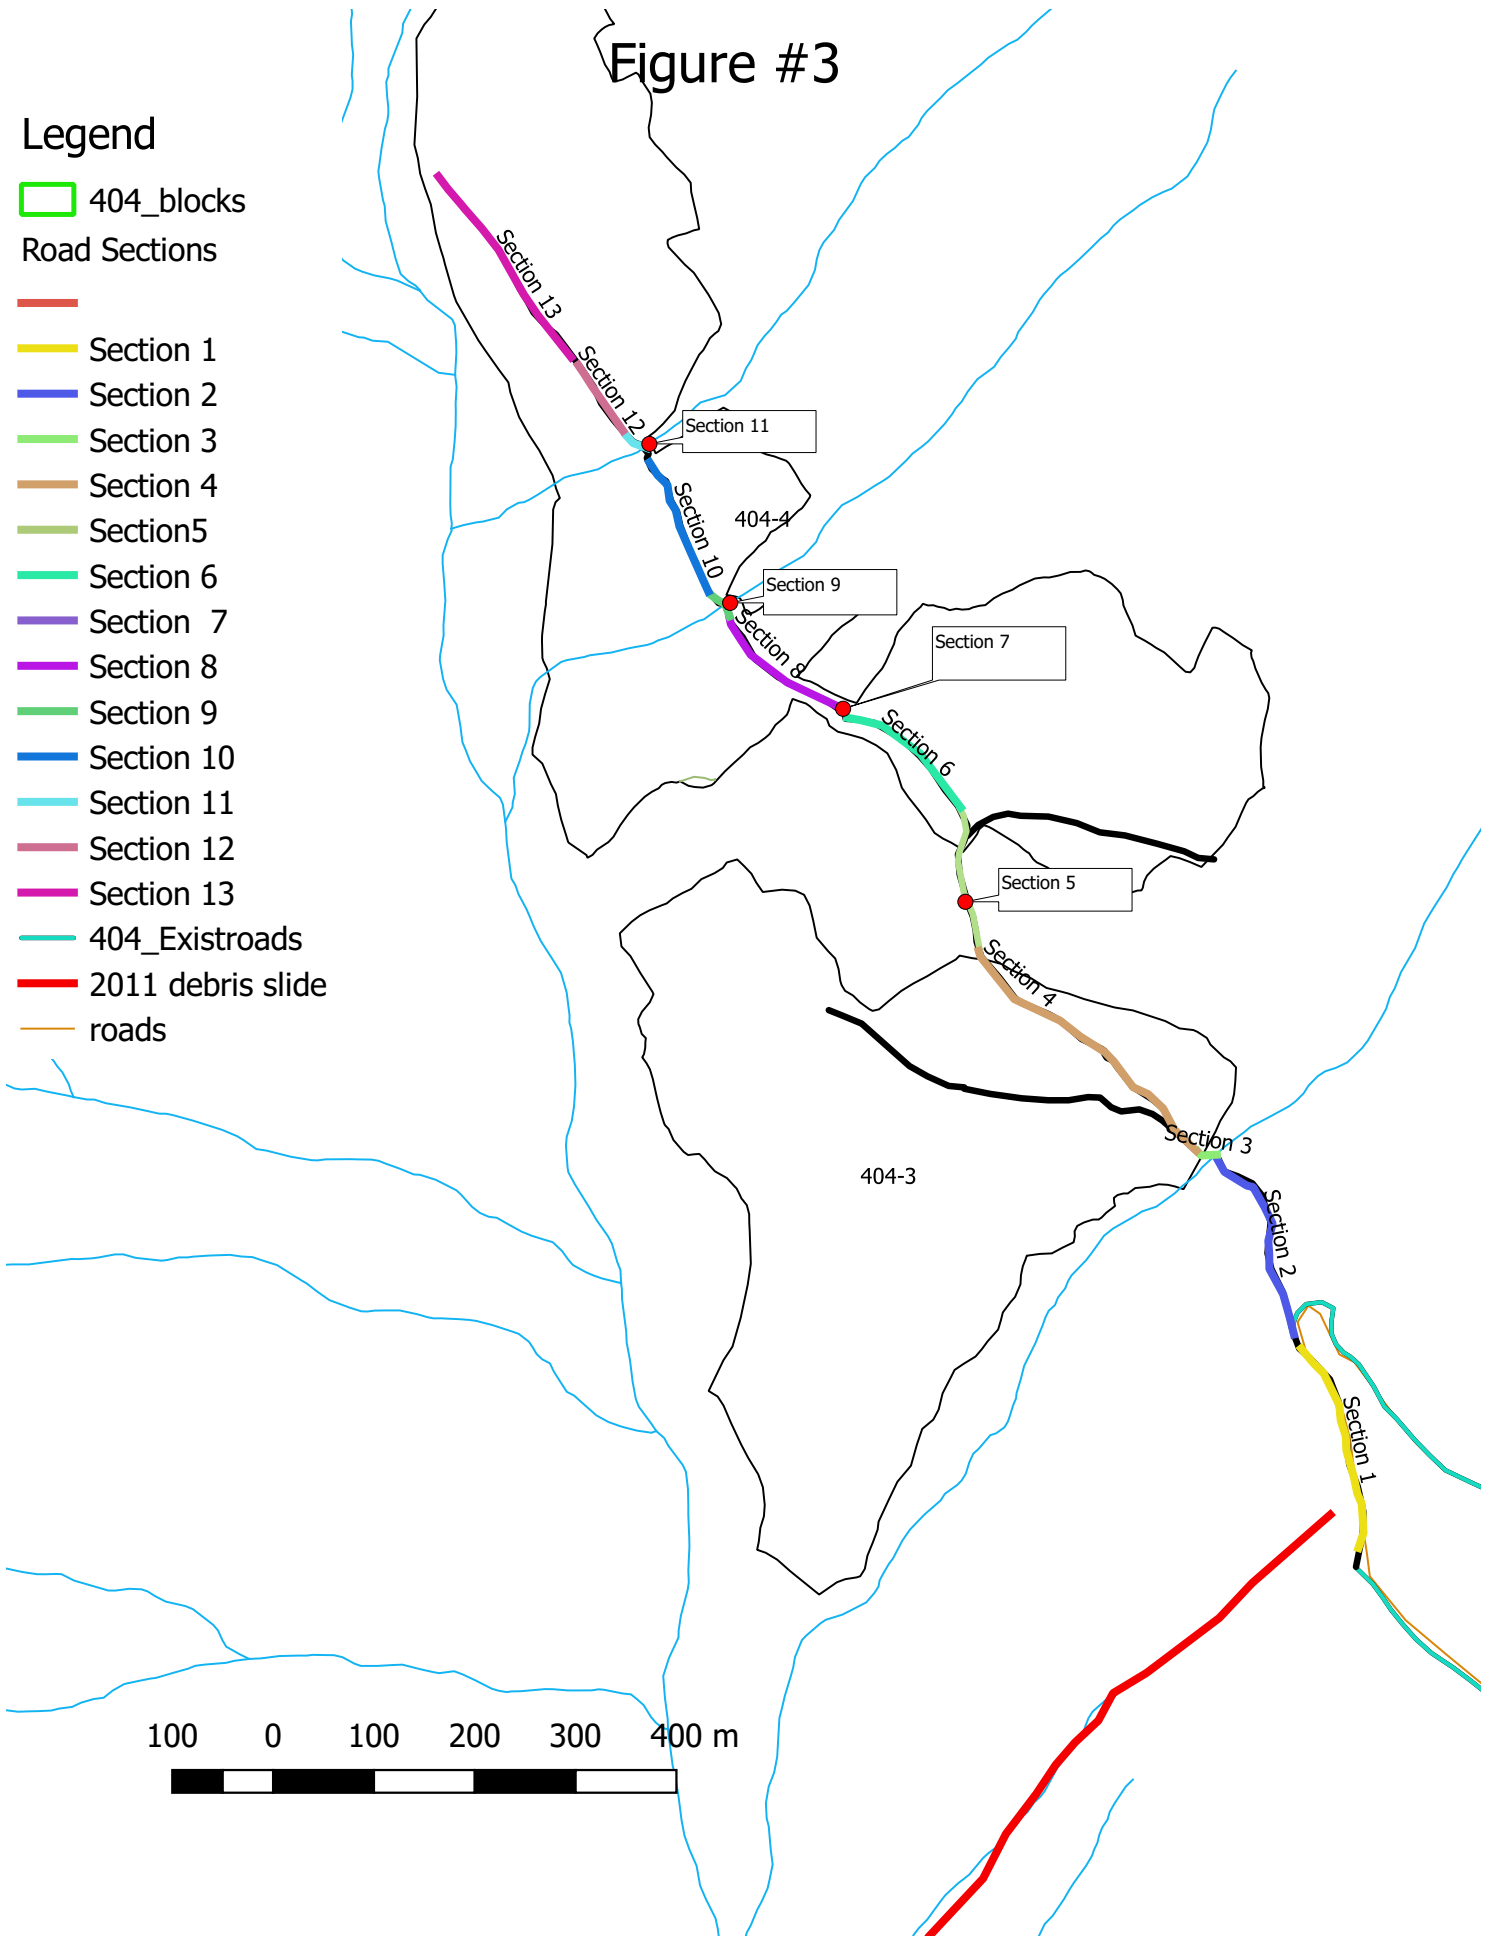 Figure #3
Legend
404_blocks
Road Sections
Section 1
Section 2
Section 3
Section 4
Section5
Section 6
Section  7
Section 8
Section 9
Section 10
Section 11
Section 12
Section 13
404_Existroads
2011 debris slide
roads
Section 13
Section 12
Section 11
Section 10
404-4
Section 9
Section 8
Section 7
Section 6
Section 5
Section 4
Section 3
404-3
Section 2
Section 1
100 0 100 200 300 400 m